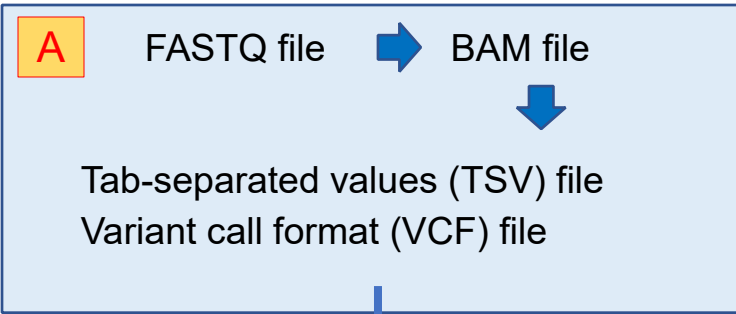 A FASTQ file BAM file
Tab-separated values (TSV) file
Variant call format (VCF) file